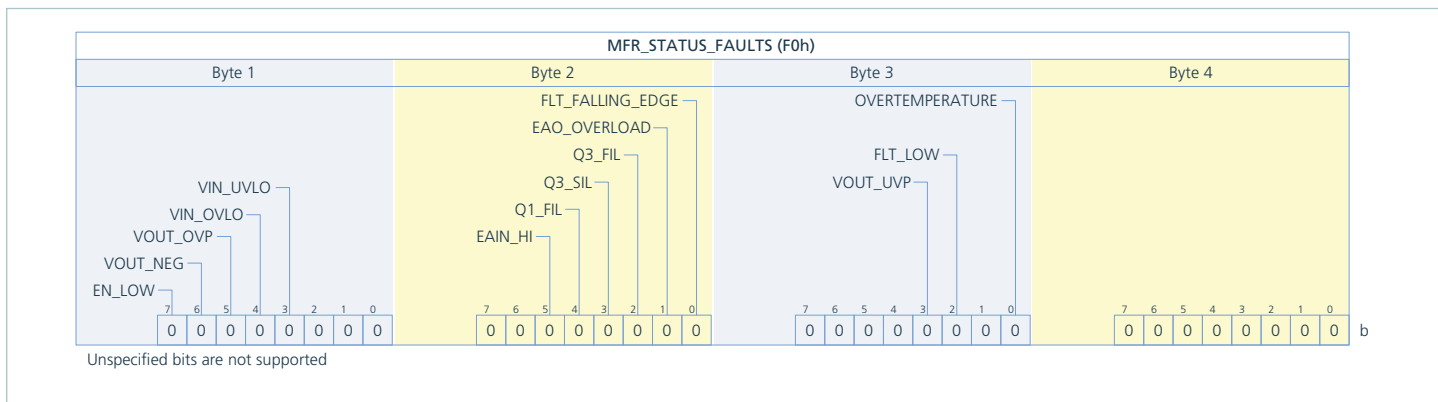 MFR_STATUS_FAULTS (F0h)
Byte 1 Byte 2 Byte 3 Byte 4
FLT_FALLING_EDGE OVERTEMPERATURE
EAO_OVERLOAD
Q3_FIL FLT_LOW
VIN_UVLO Q3_SIL VOUT_UVP
VIN_OVLO Q1_FIL
VOUT_OVP EAIN_HI
VOUT_NEG
EN_LOW
7 6 5 4 3 2 1 0 7 6 5 4 3 2 1 0 7 6 5 4 3 2 1 0 7 6 5 4 3 2 1 0
0 0 0 0 0 0 0 0 0 0 0 0 0 0 0 0 0 0 0 0 0 0 0 0 0 0 0 0 0 0 0 0 b
Unspecified bits are not supported